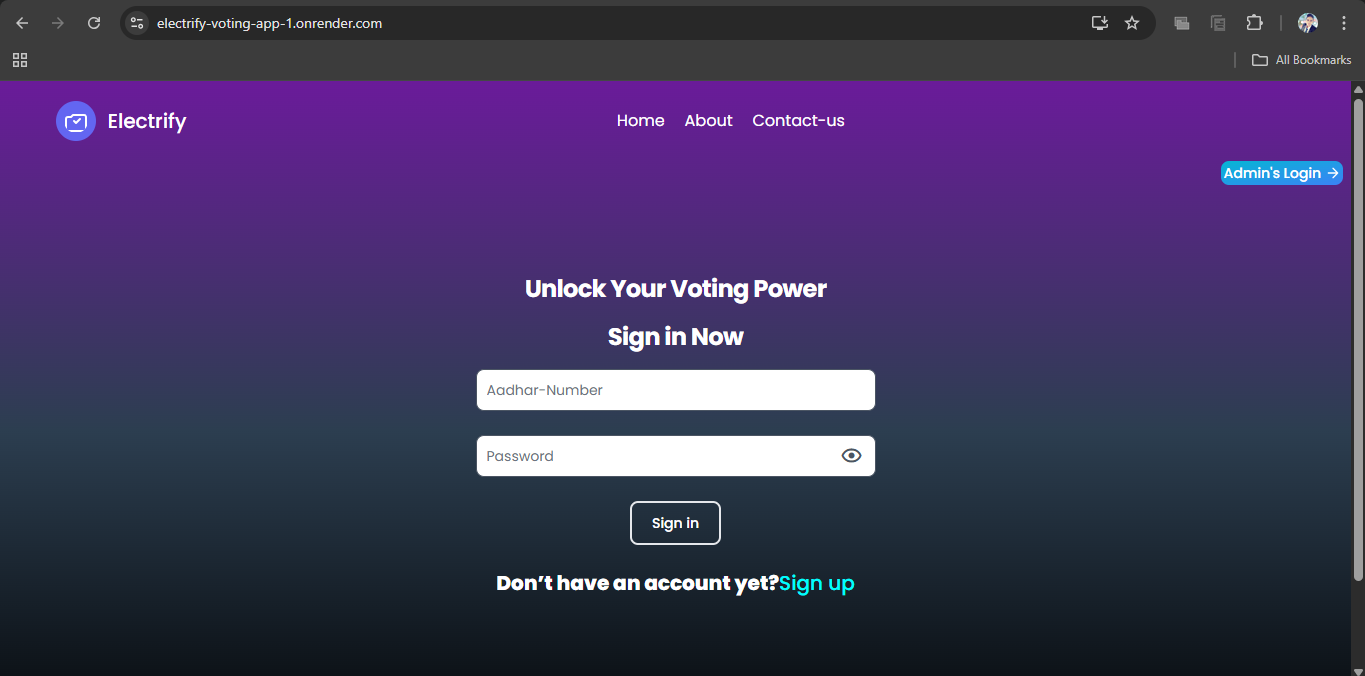 electrify-voting-app-1.onrender.com
All Bookmarks
Electrify
Home About Contact-us
Admin's Login →
Unlock Your Voting Power
Sign in Now
Aadhar-Number
Password
Sign in
Don’t have an account yet?Sign up